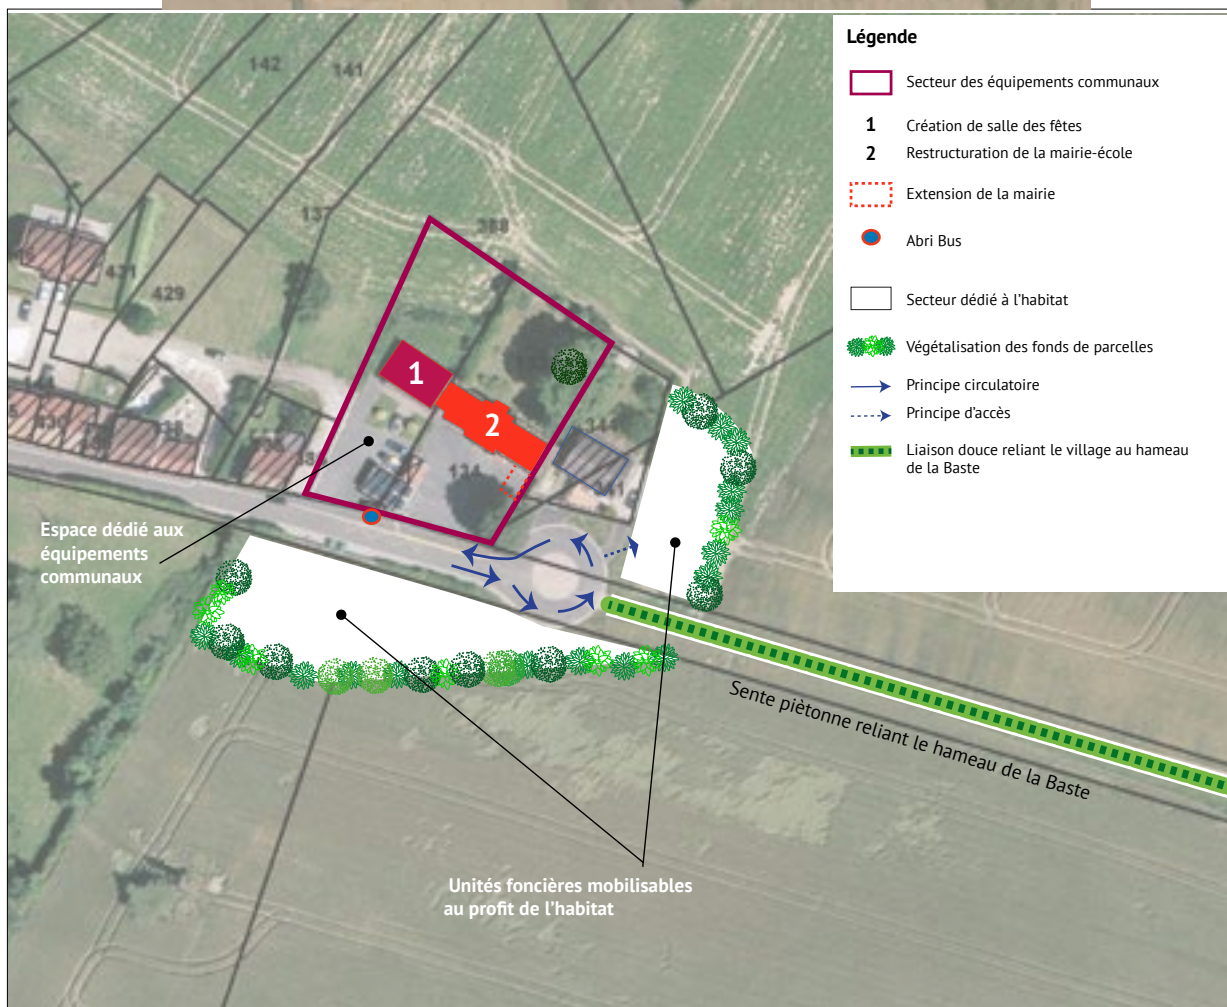 Légende
Secteur des équipements communaux
1 Création de salle des fêtes
2 Restructuration de la mairie-école
Extension de la mairie
Abri Bus
Secteur dédié à l'habitat
Végétalisation des fonds de parcelles
Principe circulatoire
Principe d'accès
Liaison douce reliant le village au hameau
de la Baste
142
141
137
388
431
429
1
2
134
Espace dédié aux
équipements
communaux
Sente piètonne reliant le hameau de la Baste
Unités foncières mobilisables
au profit de l'habitat